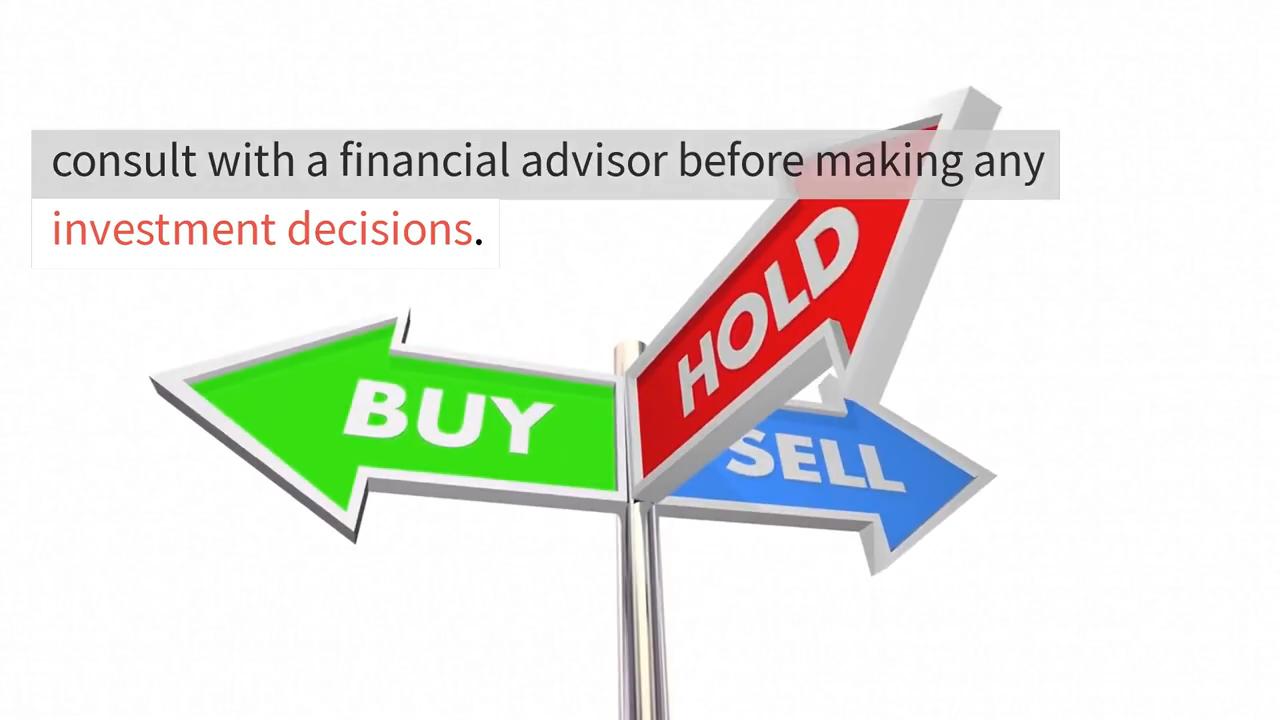 consult with a financial advisor before making any
investment decisions.
HOLD
BUY
SELL